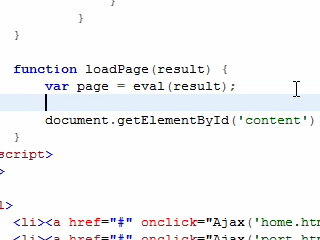 }
}
}
function loadPage(result) {
var page = eval(result);
document.getElementById('content')
}
script>
>
l>
<li><a href="#" onclick="Ajax('home.htm
<li><a href="#" onclick="Ajax('port.htm